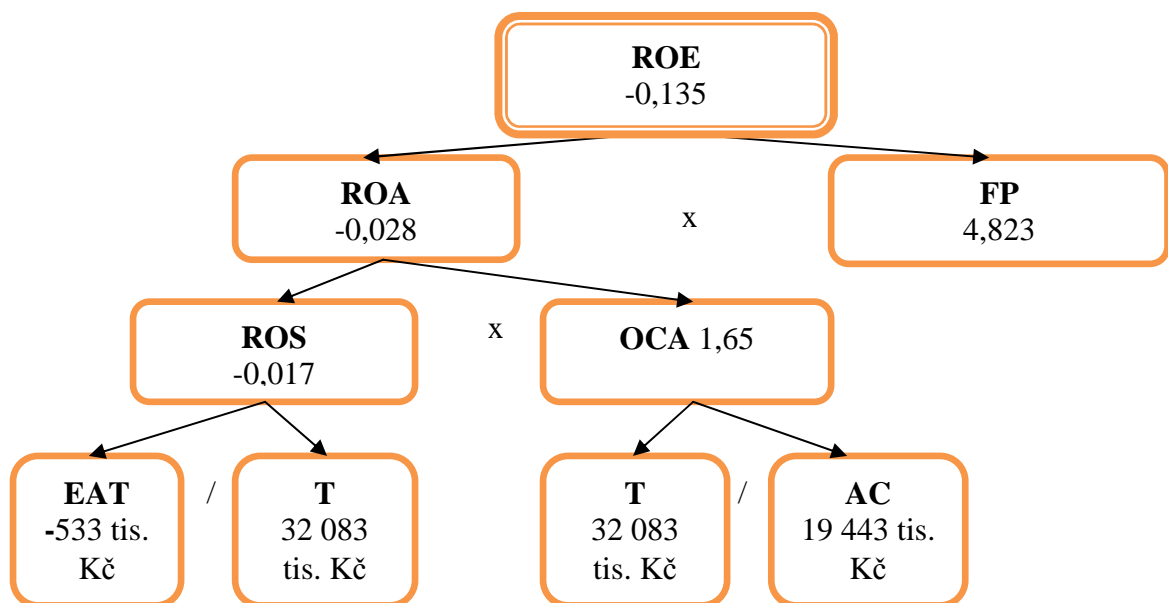 ROE
-0,135
ROA
-0,028
x
FP
4,823
ROS
-0,017
x
OCA 1,65
EAT
-533 tis.
Kč
/
T
32 083
tis. Kč
T
32 083
tis. Kč
/
AC
19 443 tis.
Kč